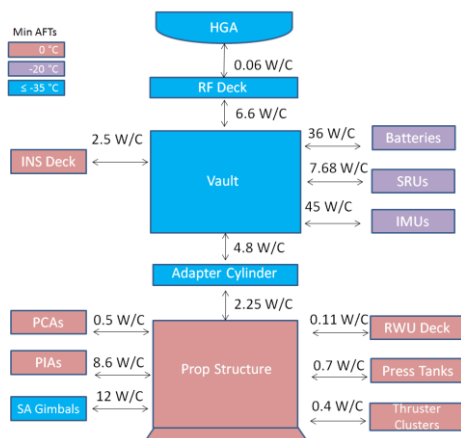 Min AFTs
0 °C
-20 °C
≤ -35 °C
HGA
0.06 W/C
RF Deck
6.6 W/C
2.5 W/C
INS Deck
Vault
36 W/C
Batteries
7.68 W/C
SRUs
45 W/C
IMUs
4.8 W/C
Adapter Cylinder
2.25 W/C
PCAs
0.5 W/C
PIAs
8.6 W/C
SA Gimbals
12 W/C
Prop Structure
0.11 W/C
RWU Deck
0.7 W/C
Press Tanks
0.4 W/C
Thruster
Clusters